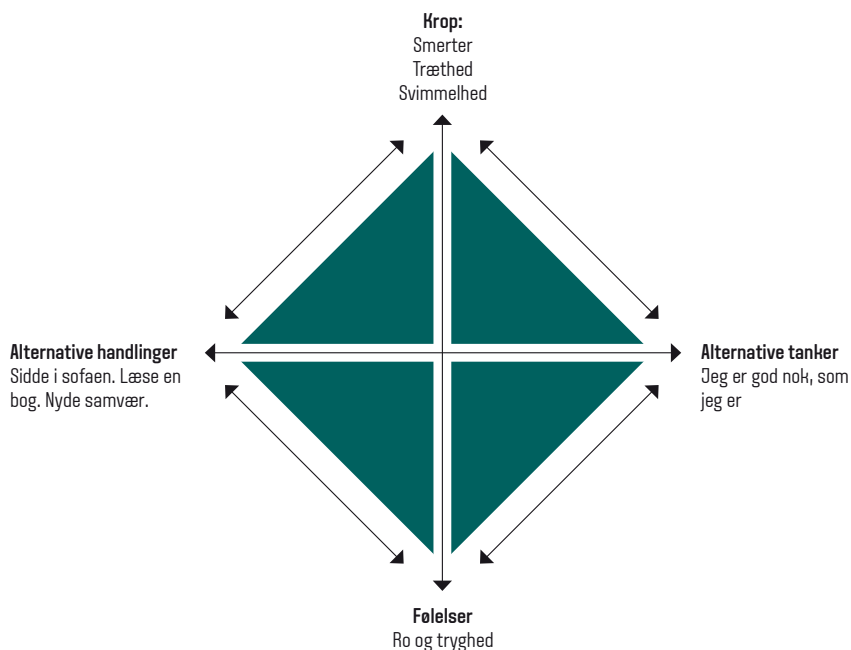 Krop:
Smerter
Træthed
Svimmelhed
Alternative handlinger
Sidde i sofaen. Læse en
bog. Nyde samvær.
Alternative tanker
Jeg er god nok, som
jeg er
Følelser
Ro og tryghed